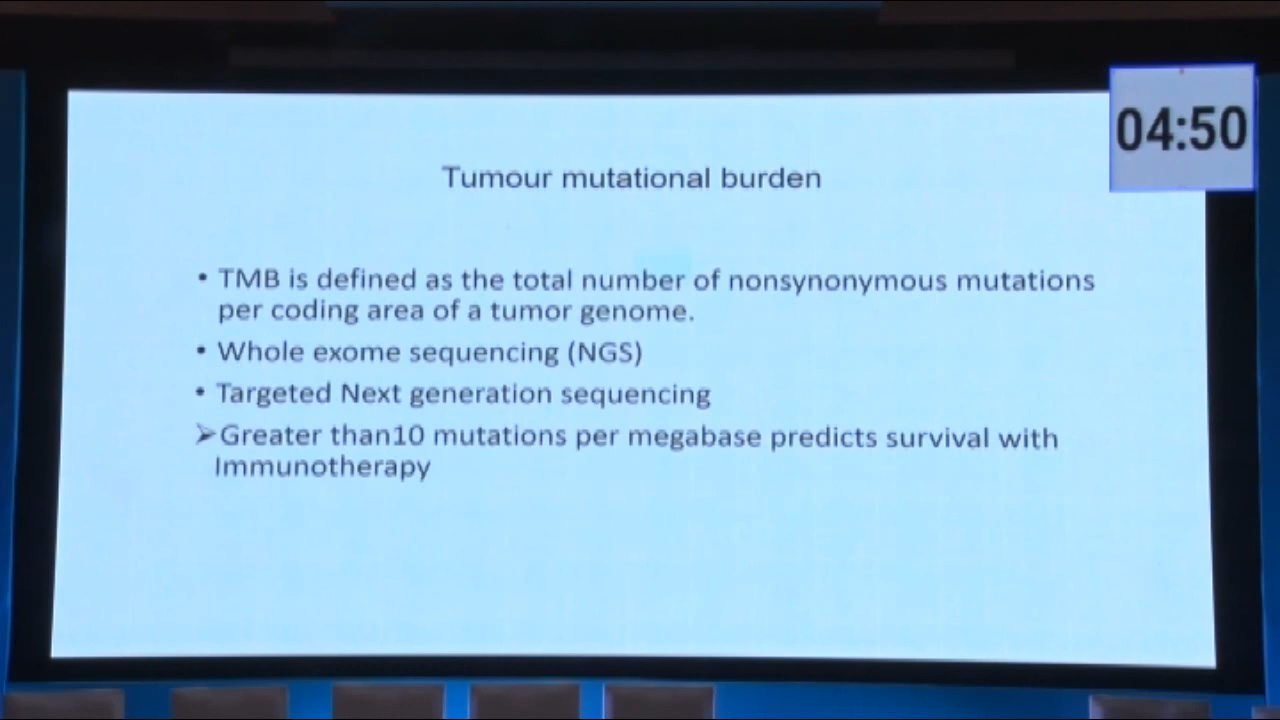 04:50
Tumour mutational burden
• TMB is defined as the total number of nonsynonymous mutations
per coding area of a tumor genome.
• Whole exome sequencing (NGS)
• Targeted Next generation sequencing
➢Greater than10 mutations per megabase predicts survival with
Immunotherapy